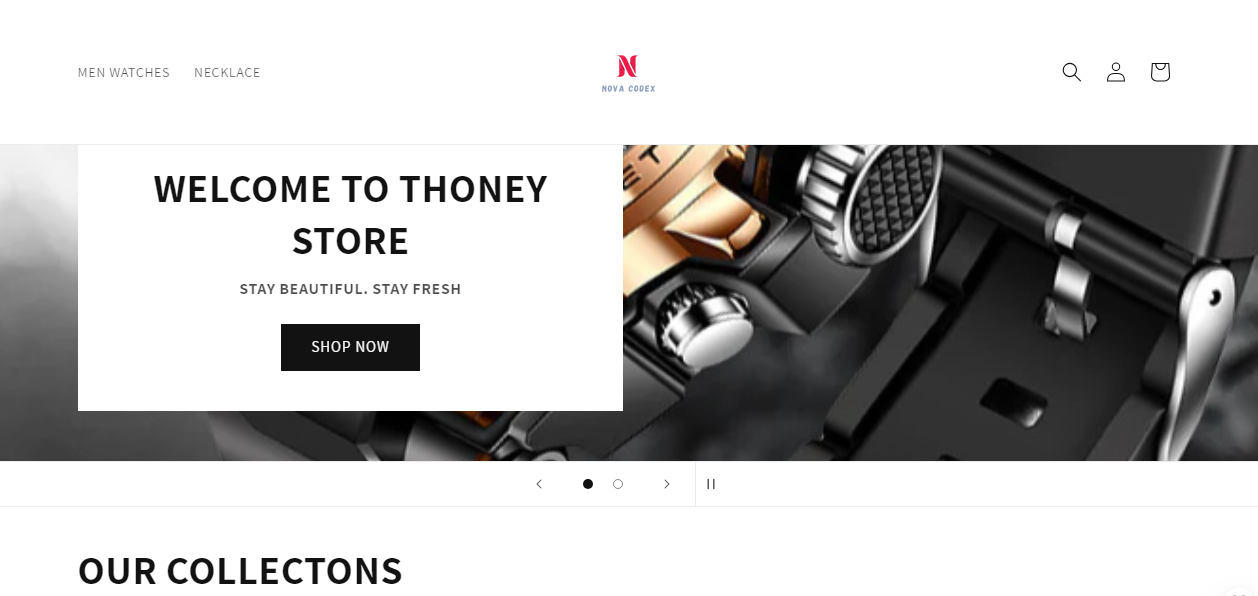 MEN WATCHES NECKLACE
NOVA CODEX
WELCOME TO THONEY
STORE
STAY BEAUTIFUL. STAY FRESH
SHOP NOW
OUR COLLECTONS